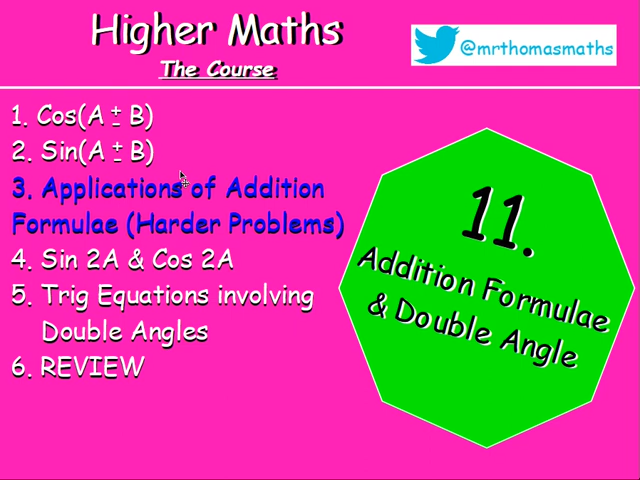 Higher Maths
The Course
@mrthomasmaths
1. Cos(A ± B)
2. Sin(A ± B)
3. Applications of Addition
Formulae (Harder Problems)
4. Sin 2A & Cos 2A
5. Trig Equations involving
Double Angles
6. REVIEW
11.
Addition Formulae
& Double Angle